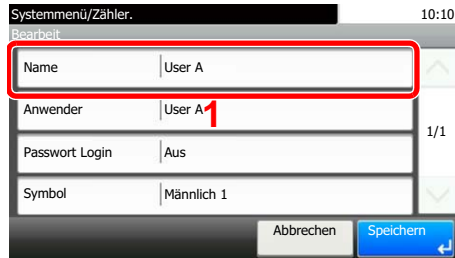 Systemmenü/Zähler. 10:10
Bearbeit
Name User A
Anwender User A
1
1/1
Passwort Login Aus
Symbol Männlich 1
Abbrechen Speichern